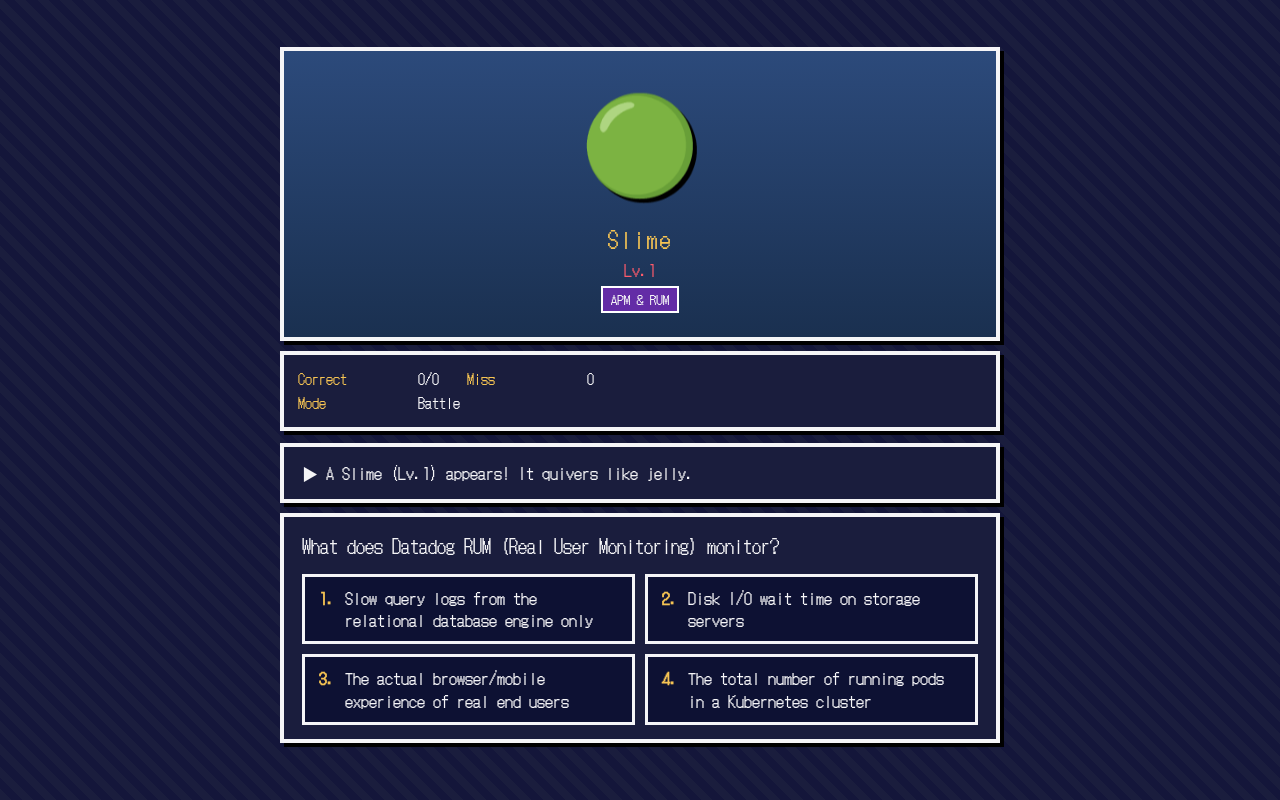 Slime
Lv.1
APM & RUM
Correct 0/0 Miss 0
Mode Battle
▶ A Slime (Lv.1) appears! It quivers like jelly.
What does Datadog RUM (Real User Monitoring) monitor?
1. Slow query logs from the
relational database engine only
2. Disk I/O wait time on storage
servers
3. The actual browser/mobile
experience of real end users
4. The total number of running pods
in a Kubernetes cluster